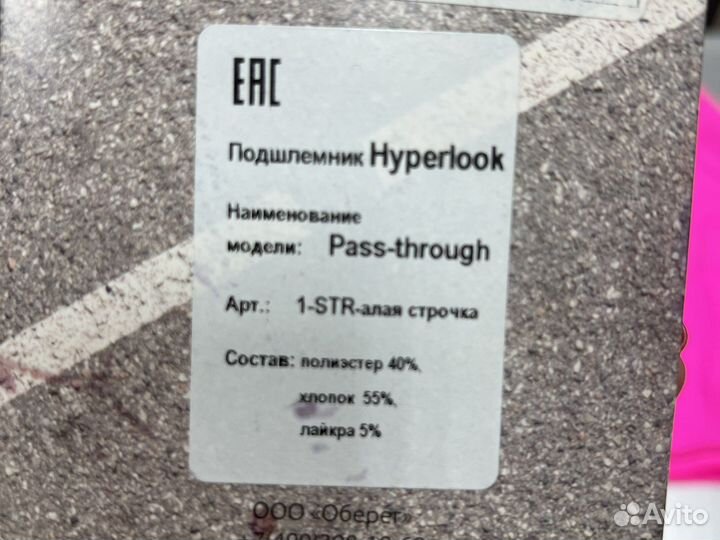 EAC
Подшлемник Hyperlook
Наименование
модели: Pass-through
Арт.: 1-STR-алая строчка
Состав: полиэстер 40%,
хлопок 55%,
лайкра 5%
ООО «Оберег»
Avito